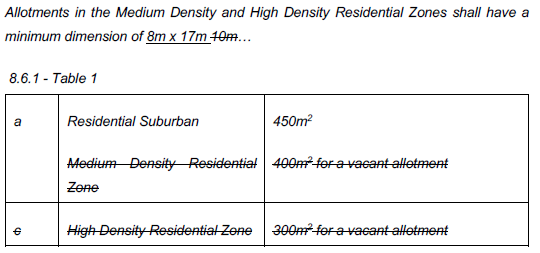 Allotments in the Medium Density and High Density Residential Zones shall have a
minimum dimension of 8m x 17m 10m…
8.6.1 - Table 1
a Residential Suburban 450m²
Medium Density Residential 400m² for a vacant allotment
Zone
c High Density Residential Zone 300m² for a vacant allotment